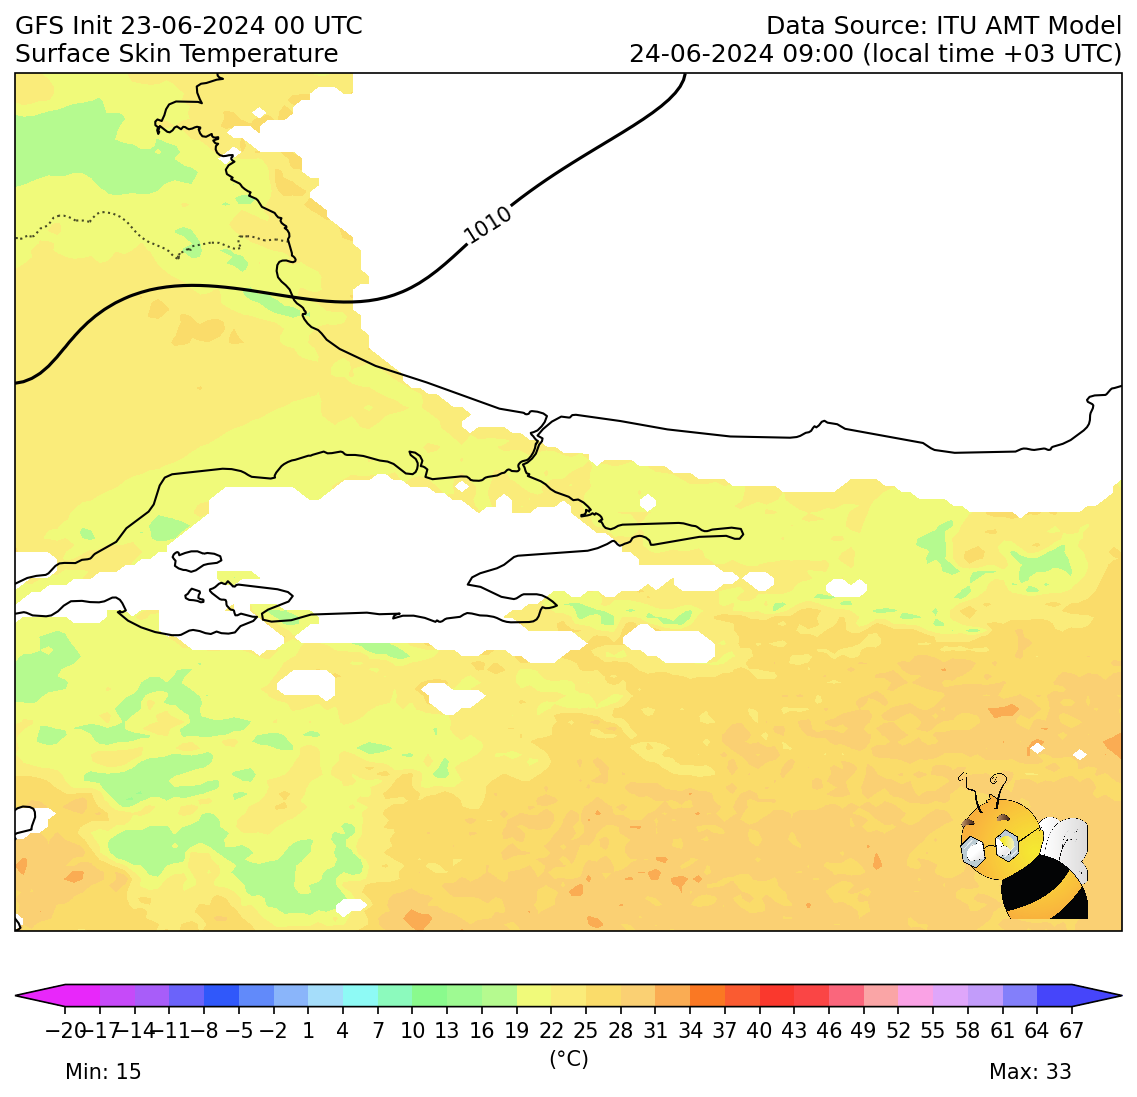 GFS Init 23-06-2024 00 UTC
Surface Skin Temperature
Data Source: ITU AMT Model
24-06-2024 09:00 (local time +03 UTC)
1010
−20 −17 −14 −11 −8 −5 −2 1 4 7 10 13 16 19 22 25 28 31 34 37 40 43 46 49 52 55 58 61 64 67
(°C)
Min: 15
Max: 33